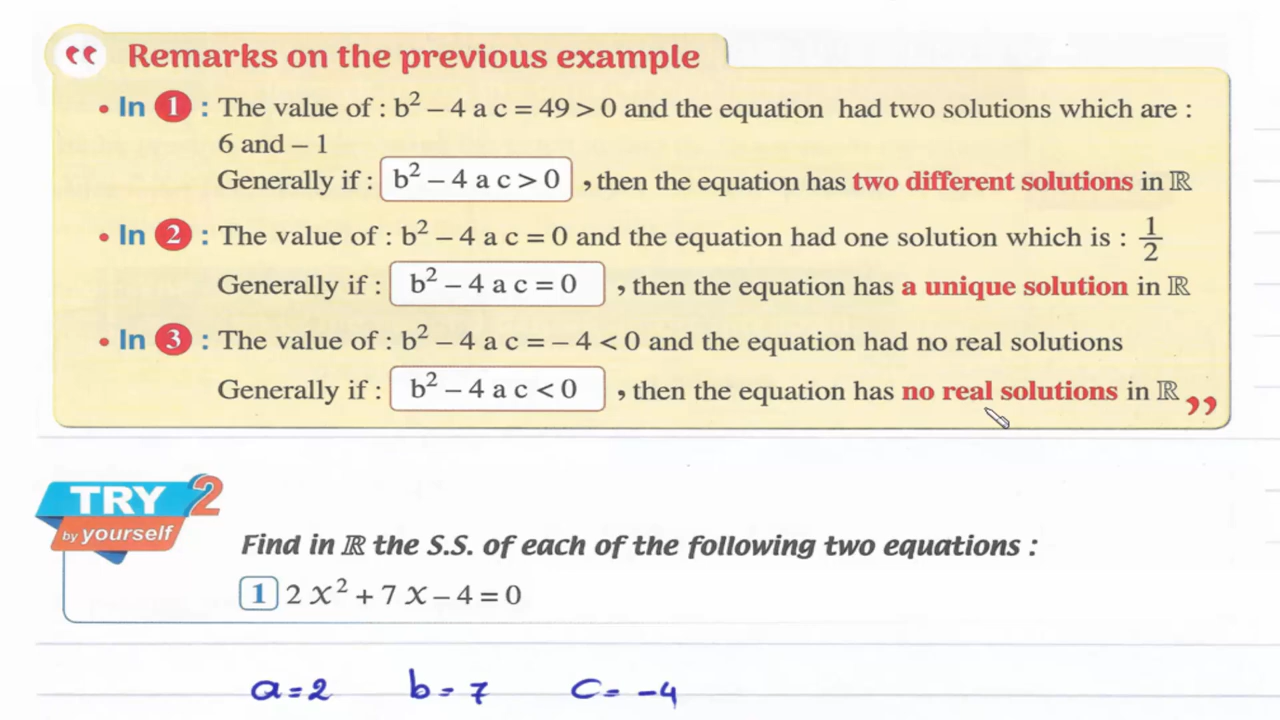 Remarks on the previous example
• In 1 : The value of : b² – 4 a c = 49 > 0 and the equation had two solutions which are :
6 and – 1
Generally if : b² – 4 a c > 0 , then the equation has two different solutions in ℝ
• In 2 : The value of : b² – 4 a c = 0 and the equation had one solution which is : 1/2
Generally if : b² – 4 a c = 0 , then the equation has a unique solution in ℝ
• In 3 : The value of : b² – 4 a c = – 4 < 0 and the equation had no real solutions
Generally if : b² – 4 a c < 0 , then the equation has no real solutions in ℝ
TRY 2
by yourself
Find in ℝ the S.S. of each of the following two equations :
1 2 x² + 7 x – 4 = 0
a = 2 b = 7 c = -4